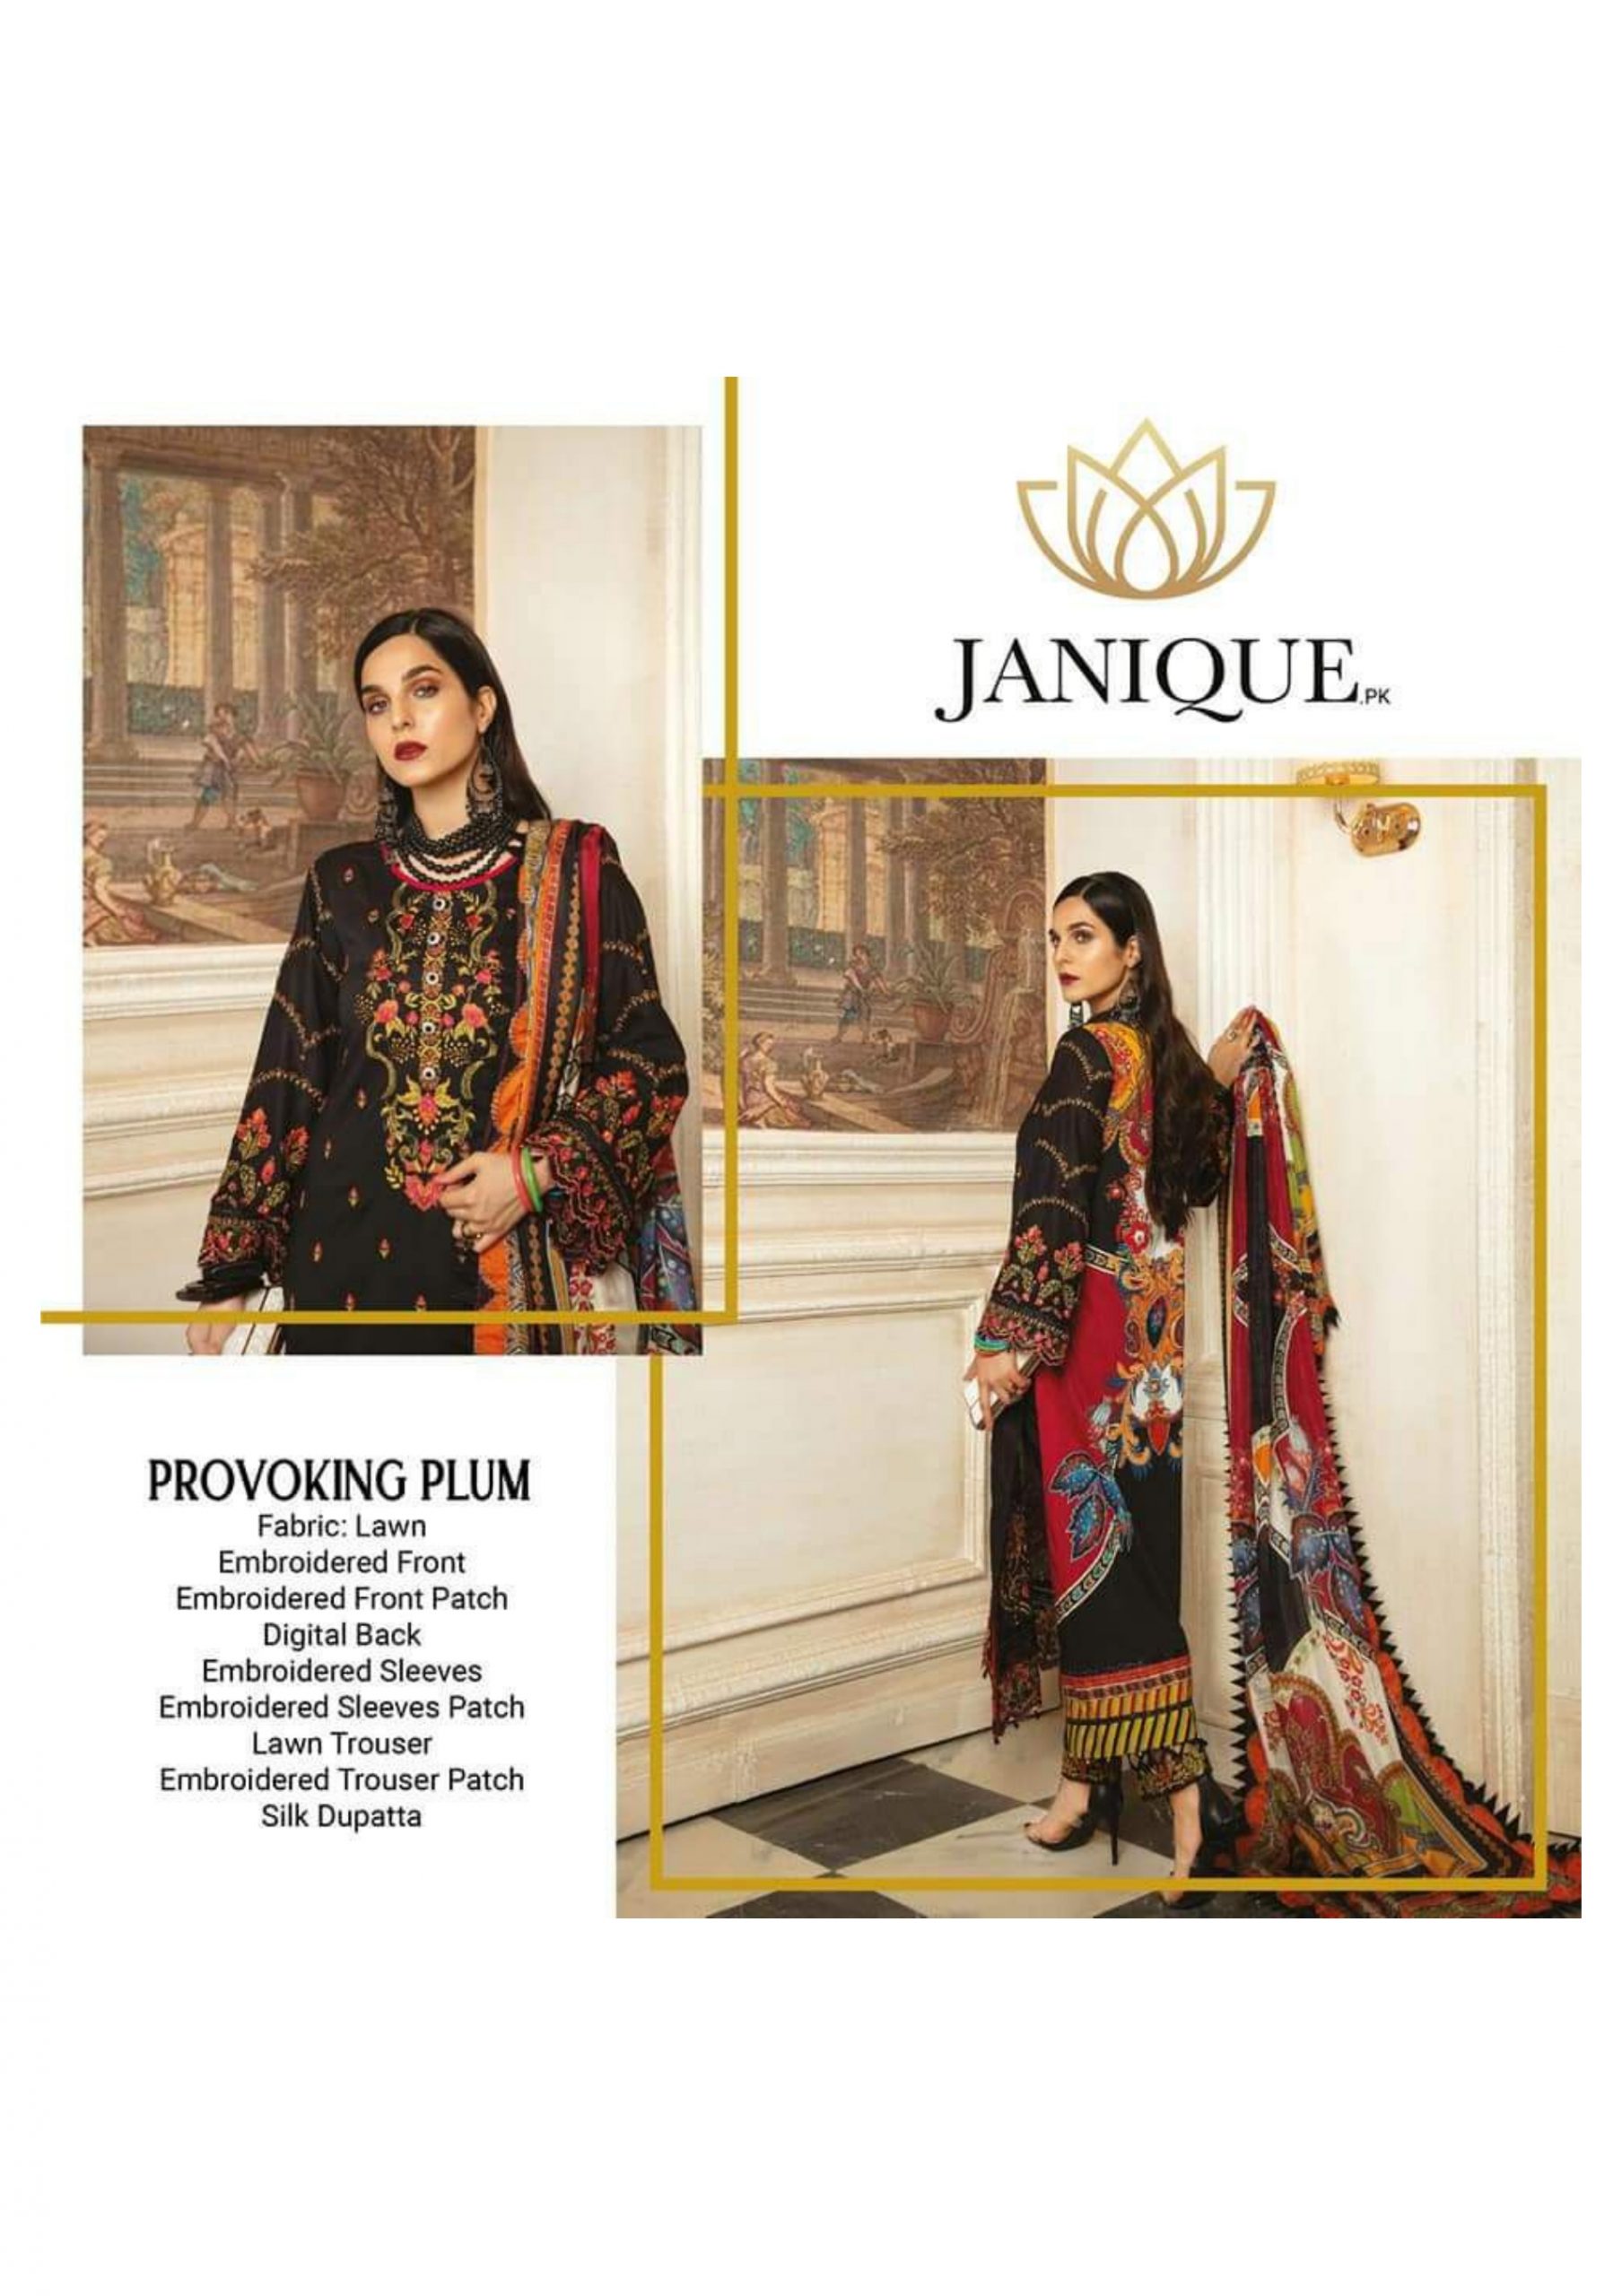 JANIQUE.PK
PROVOKING PLUM
Fabric: Lawn
Embroidered Front
Embroidered Front Patch
Digital Back
Embroidered Sleeves
Embroidered Sleeves Patch
Lawn Trouser
Embroidered Trouser Patch
Silk Dupatta